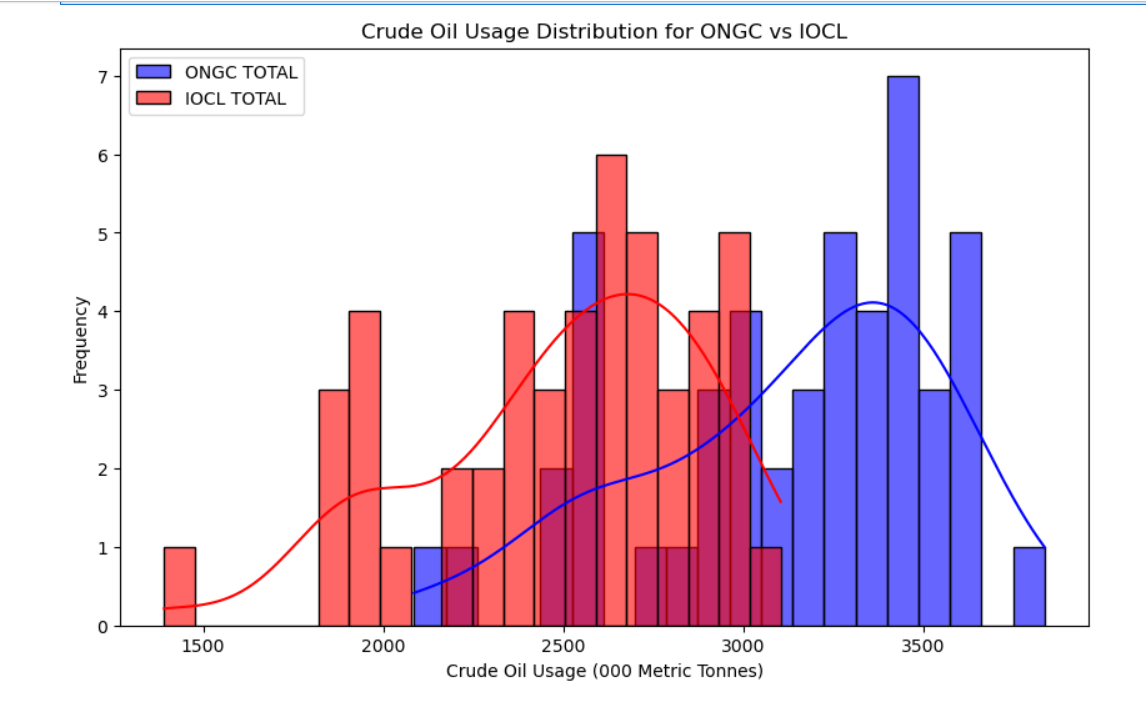 Crude Oil Usage Distribution for ONGC vs IOCL
ONGC TOTAL
IOCL TOTAL
7
6
5
4
3
2
1
0
Frequency
1500 2000 2500 3000 3500
Crude Oil Usage (000 Metric Tonnes)